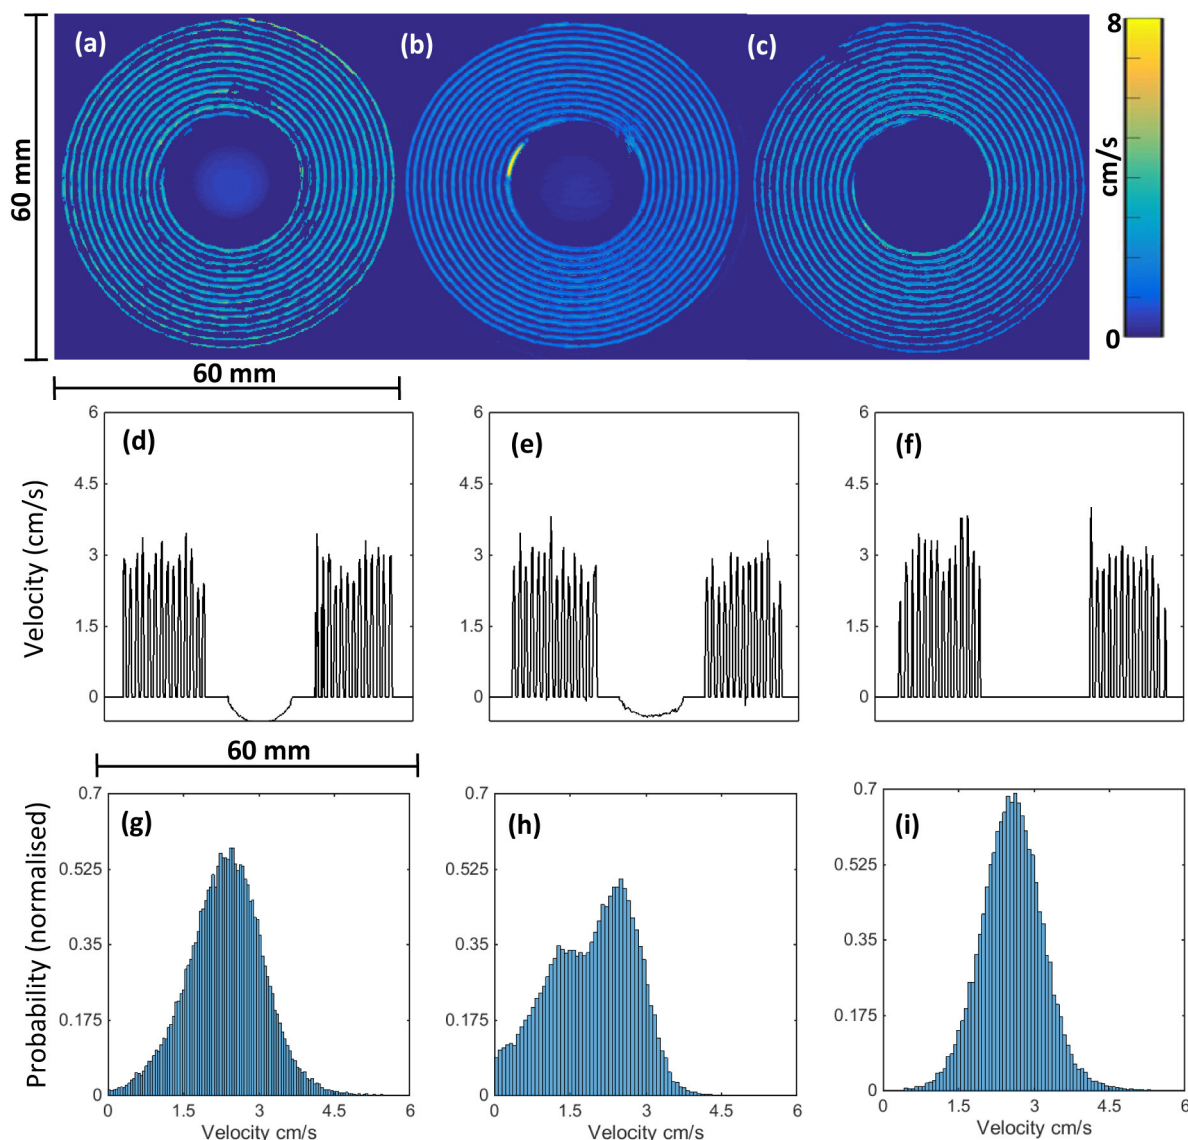 (a)
(b)
(c)
8
cm/s
0
60 mm
60 mm
Velocity (cm/s)
6
4.5
3
1.5
0
(d)
6
4.5
3
1.5
0
(e)
6
4.5
3
1.5
0
(f)
60 mm
Probability (normalised)
0.7
0.525
0.35
0.175
0
(g)
0 1.5 3 4.5 6
Velocity cm/s
0.7
0.525
0.35
0.175
0
(h)
0 1.5 3 4.5 6
Velocity cm/s
0.7
0.525
0.35
0.175
0
(i)
0 1.5 3 4.5 6
Velocity cm/s